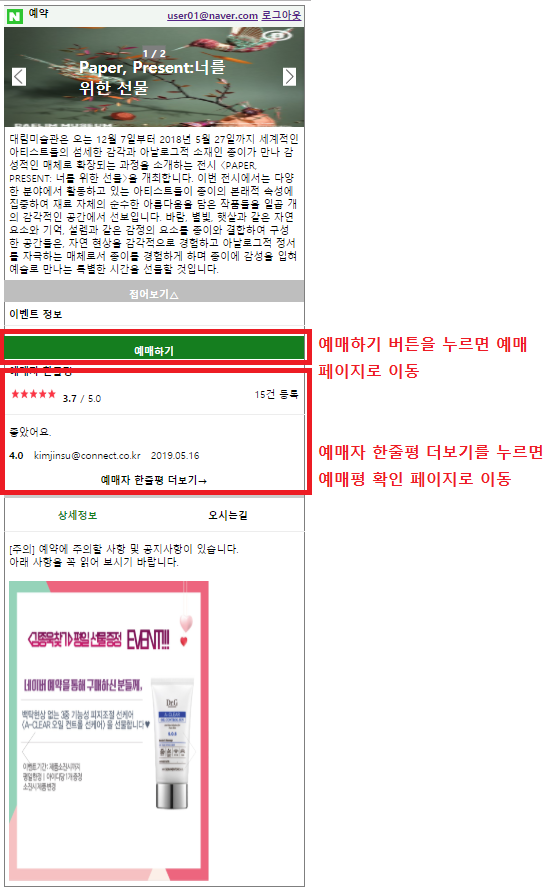 N 예약 user01@naver.com 로그아웃
1 / 2
Paper, Present:너를
위한 선물
대림미술관은 오는 12월 7일부터 2018년 5월 27일까지 세계적인
아티스트들의 섬세한 감각과 아날로그적 소재인 종이가 만나 감
성적인 매체로 확장되는 과정을 소개하는 전시 <PAPER,
PRESENT: 너를 위한 선물>을 개최합니다. 이번 전시에서는 다양
한 분야에서 활동하고 있는 아티스트들이 종이의 본래적 속성에
집중하여 재료 자체의 순수한 아름다움을 담은 작품들을 일곱 개
의 감각적인 공간에서 선보입니다. 바람, 별빛, 햇살과 같은 자연
요소와 기억, 설렘과 같은 감정의 요소를 종이와 결합하여 구성
한 공간들은, 자연 현상을 감각적으로 경험하고 아날로그적 정서
를 자극하는 매체로서 종이를 경험하게 하며 종이에 감성을 입혀
예술로 만나는 특별한 시간을 선물할 것입니다.
접어보기△
이벤트 정보
예매하기
예매하기 버튼을 누르면 예매
페이지로 이동
예매자 한줄평
★★★★★ 3.7 / 5.0 15건 등록
좋았어요.
4.0 kimjinsu@connect.co.kr 2019.05.16
예매자 한줄평 더보기→
예매자 한줄평 더보기를 누르면
예매평 확인 페이지로 이동
상세정보 오시는길
[주의] 예약에 주의할 사항 및 공지사항이 있습니다.
아래 사항을 꼭 읽어 보시기 바랍니다.
<김종욱찾기> 평일 선물증정 EVENT!!!
네이버 예약을 통해 구매하신 분들께,
백탁현상 없는 3중 기능성 피지조절 선케어
<A-CLEAR 오일 컨트롤 선케어>을 선물합니다♥
이벤트기간 : 제품소진시까지
평일한정 | 아이디당 1개증정
소진시제품변경
Dr.G
A-CLEAR